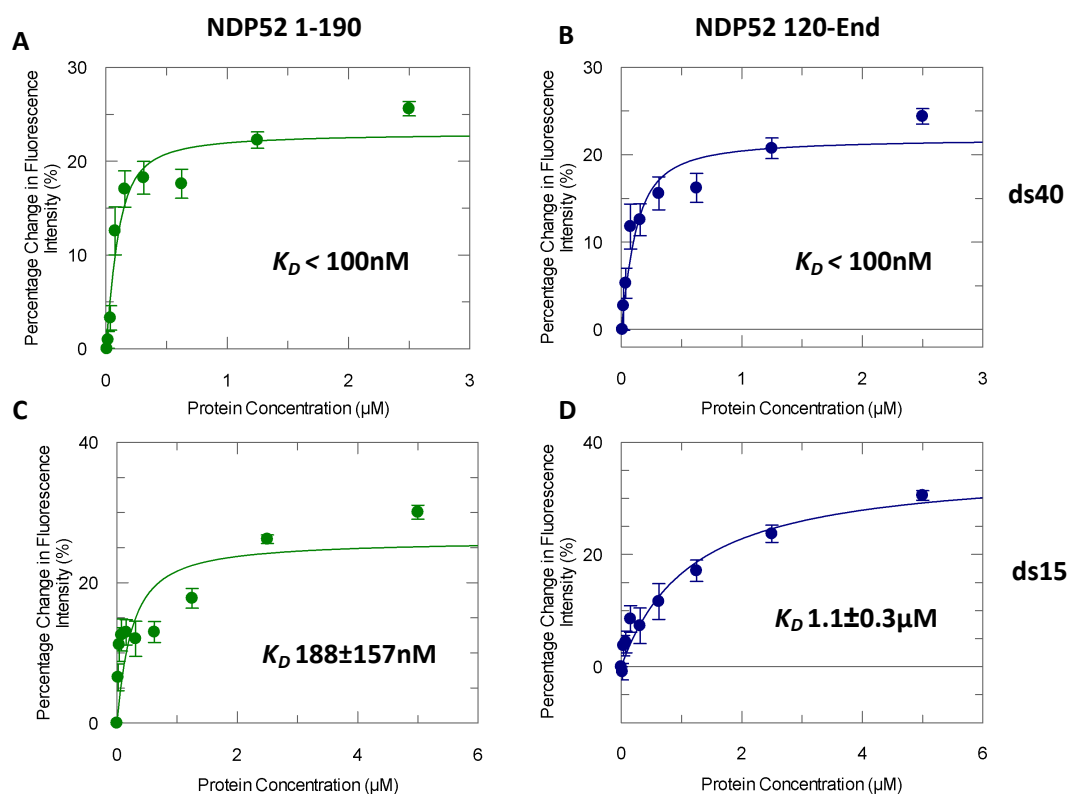 NDP52 1-190
NDP52 120-End
A
B
Percentage Change in Fluorescence
Intensity (%)
30
20
10
0
K_D < 100nM
0
1
2
3
Protein Concentration (µM)
Percentage Change in Fluorescence
Intensity (%)
30
20
10
0
K_D < 100nM
0
1
2
3
Protein Concentration (µM)
ds40
C
D
Percentage Change in Fluorescence
Intensity (%)
40
20
0
K_D 188±157nM
0
2
4
6
Protein Concentration (µM)
Percentage Change in Fluorescence
Intensity (%)
40
20
0
K_D 1.1±0.3µM
0
2
4
6
Protein Concentration (µM)
ds15